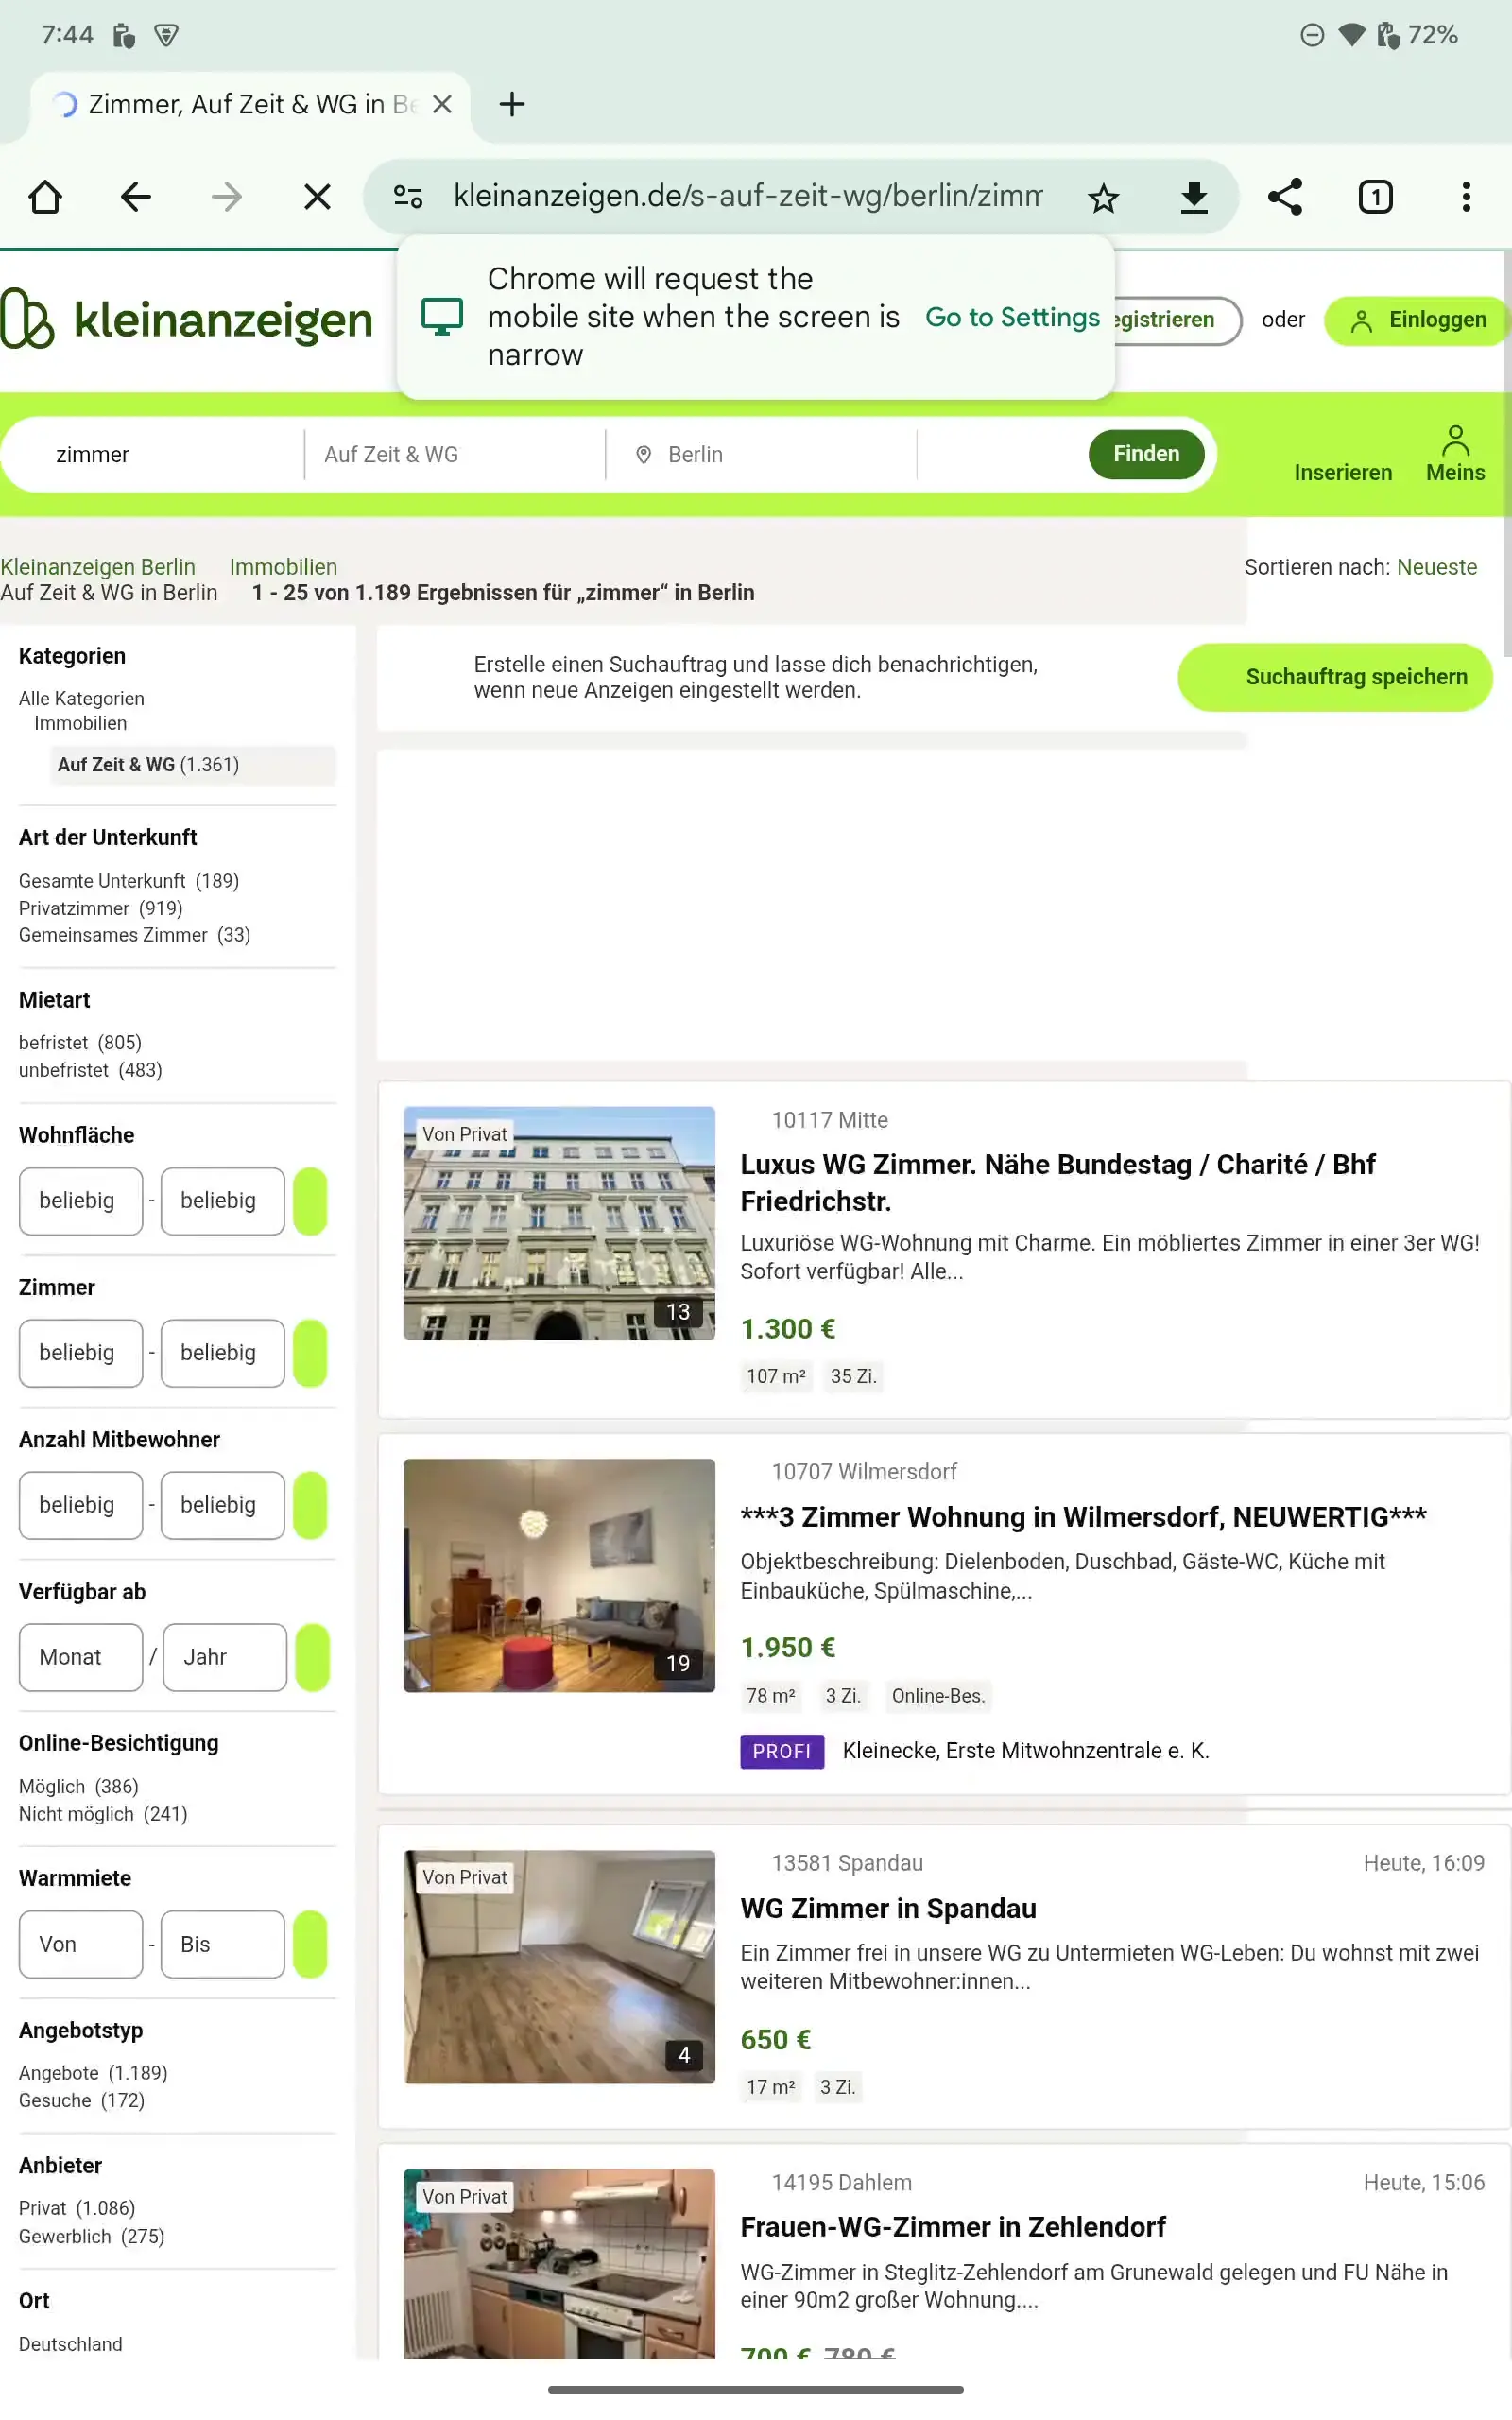 7:44
72%
Zimmer, Auf Zeit & WG in Be
kleinanzeigen.de/s-auf-zeit-wg/berlin/zimm
1
Chrome will request the
mobile site when the screen is
narrow
Go to Settings
kleinanzeigen
egistrieren
oder
Einloggen
zimmer
Auf Zeit & WG
Berlin
Finden
Inserieren
Meins
Kleinanzeigen Berlin Immobilien
Auf Zeit & WG in Berlin 1 - 25 von 1.189 Ergebnissen für „zimmer“ in Berlin
Sortieren nach: Neueste
Kategorien
Alle Kategorien
Immobilien
Auf Zeit & WG (1.361)
Art der Unterkunft
Gesamte Unterkunft (189)
Privatzimmer (919)
Gemeinsames Zimmer (33)
Mietart
befristet (805)
unbefristet (483)
Wohnfläche
beliebig - beliebig
Zimmer
beliebig - beliebig
Anzahl Mitbewohner
beliebig - beliebig
Verfügbar ab
Monat / Jahr
Online-Besichtigung
Möglich (386)
Nicht möglich (241)
Warmmiete
Von - Bis
Angebotstyp
Angebote (1.189)
Gesuche (172)
Anbieter
Privat (1.086)
Gewerblich (275)
Ort
Deutschland
Erstelle einen Suchauftrag und lasse dich benachrichtigen,
wenn neue Anzeigen eingestellt werden.
Suchauftrag speichern
Von Privat
13
10117 Mitte
Luxus WG Zimmer. Nähe Bundestag / Charité / Bhf
Friedrichstr.
Luxuriöse WG-Wohnung mit Charme. Ein möbliertes Zimmer in einer 3er WG!
Sofort verfügbar! Alle...
1.300 €
107 m² 35 Zi.
19
10707 Wilmersdorf
***3 Zimmer Wohnung in Wilmersdorf, NEUWERTIG***
Objektbeschreibung: Dielenboden, Duschbad, Gäste-WC, Küche mit
Einbauküche, Spülmaschine,...
1.950 €
78 m² 3 Zi. Online-Bes.
PROFI Kleinecke, Erste Mitwohnzentrale e. K.
Von Privat
4
13581 Spandau
Heute, 16:09
WG Zimmer in Spandau
Ein Zimmer frei in unsere WG zu Untermieten WG-Leben: Du wohnst mit zwei
weiteren Mitbewohner:innen...
650 €
17 m² 3 Zi.
Von Privat
14195 Dahlem
Heute, 15:06
Frauen-WG-Zimmer in Zehlendorf
WG-Zimmer in Steglitz-Zehlendorf am Grunewald gelegen und FU Nähe in
einer 90m2 großer Wohnung....
700 € 780 €